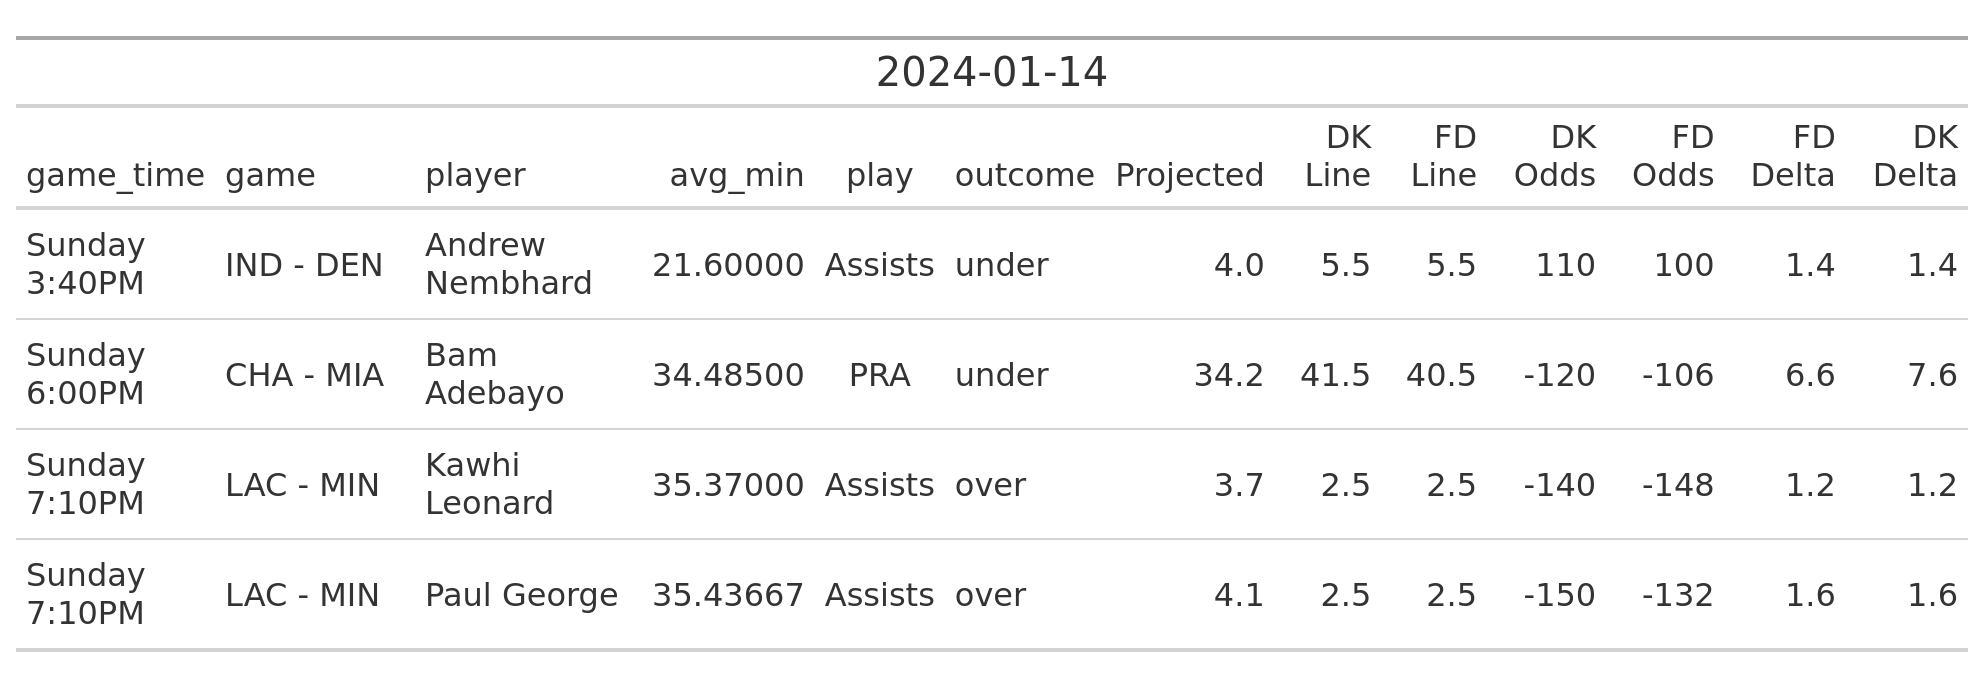 2024-01-14
game_time game player avg_min play outcome Projected DK Line FD Line DK Odds FD Odds FD Delta DK Delta
Sunday 3:40PM IND - DEN Andrew Nembhard 21.60000 Assists under 4.0 5.5 5.5 110 100 1.4 1.4
Sunday 6:00PM CHA - MIA Bam Adebayo 34.48500 PRA under 34.2 41.5 40.5 -120 -106 6.6 7.6
Sunday 7:10PM LAC - MIN Kawhi Leonard 35.37000 Assists over 3.7 2.5 2.5 -140 -148 1.2 1.2
Sunday 7:10PM LAC - MIN Paul George 35.43667 Assists over 4.1 2.5 2.5 -150 -132 1.6 1.6